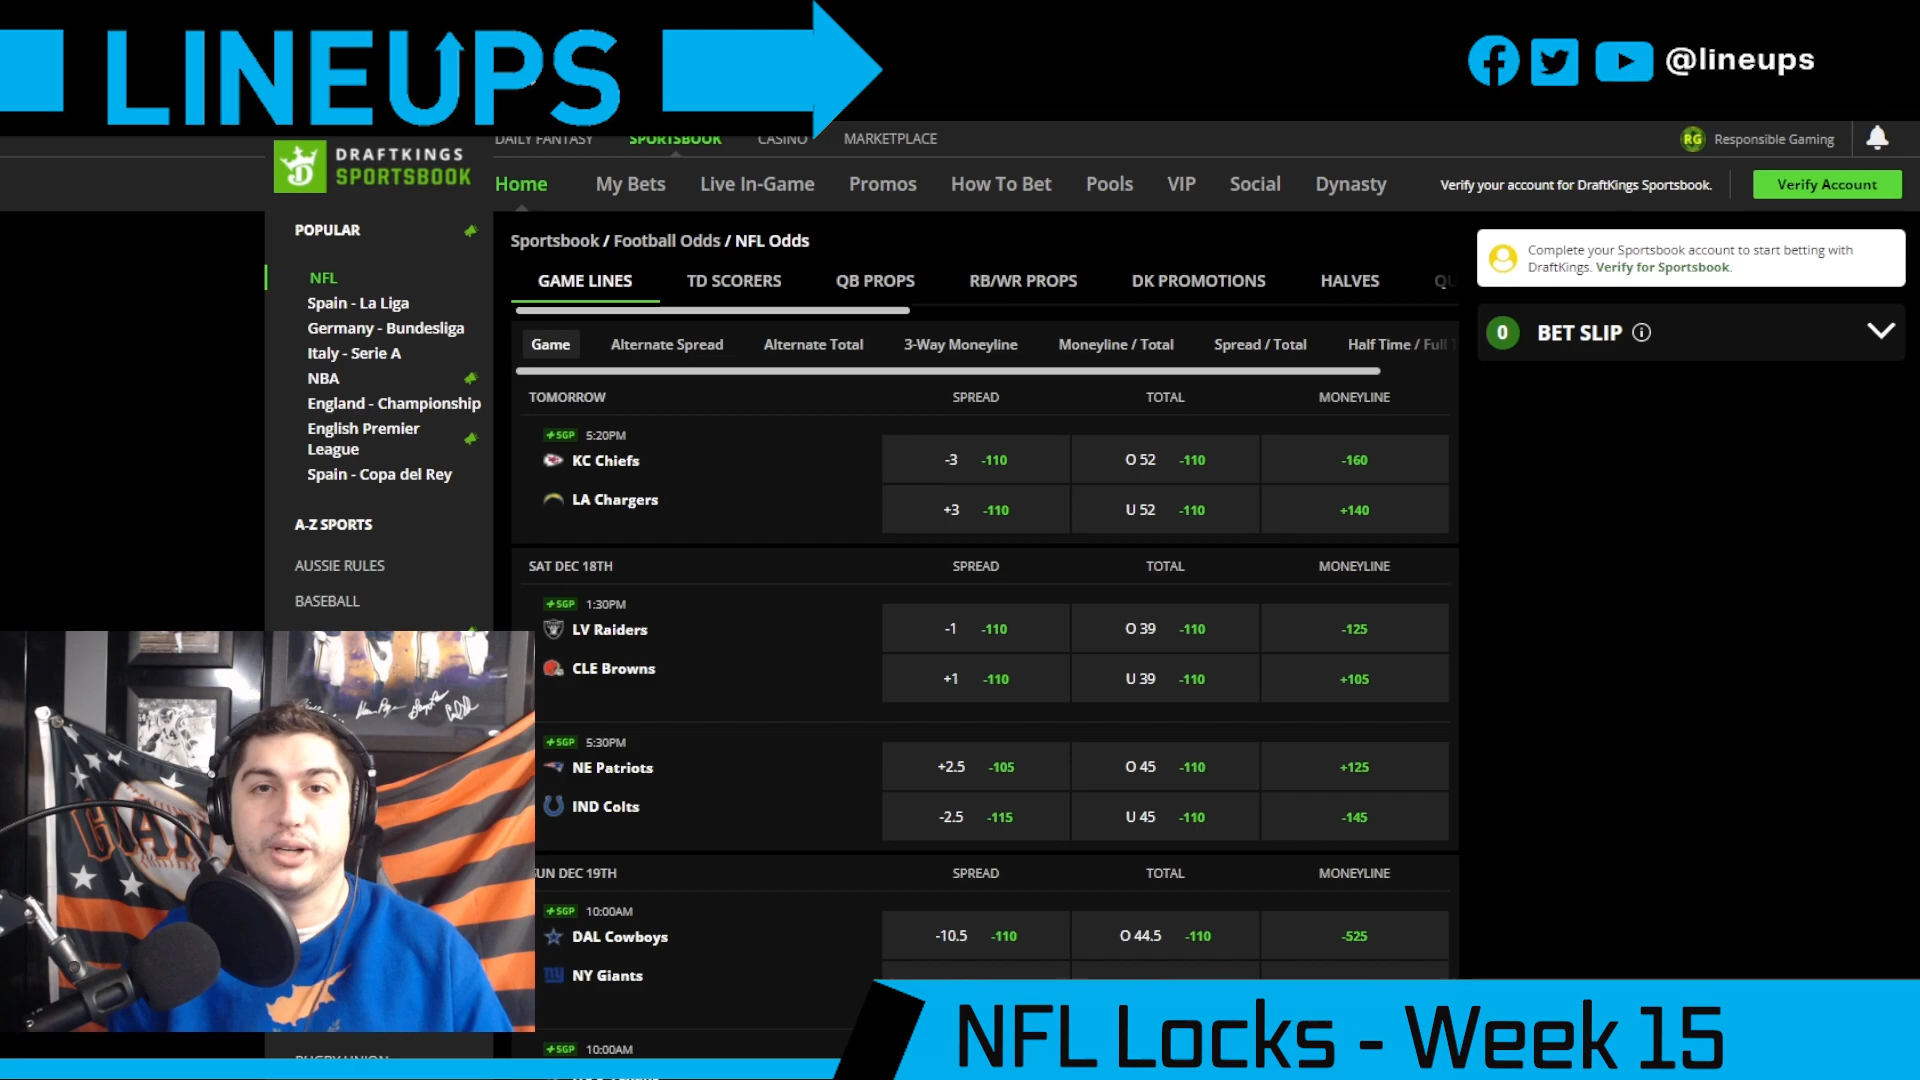 LINEUPS
@lineups
DAILY FANTASY SPORTSBOOK CASINO MARKETPLACE
RG Responsible Gaming
DRAFTKINGS
SPORTSBOOK
Home My Bets Live In-Game Promos How To Bet Pools VIP Social Dynasty
Verify your account for DraftKings Sportsbook. Verify Account
POPULAR
NFL
Spain - La Liga
Germany - Bundesliga
Italy - Serie A
NBA
England - Championship
English Premier
League
Spain - Copa del Rey
A-Z SPORTS
AUSSIE RULES
BASEBALL
RUGBY UNION
Sportsbook / Football Odds / NFL Odds
GAME LINES TD SCORERS QB PROPS RB/WR PROPS DK PROMOTIONS HALVES QU
Game Alternate Spread Alternate Total 3-Way Moneyline Moneyline / Total Spread / Total Half Time / Full T
TOMORROW SPREAD TOTAL MONEYLINE
+SGP 5:20PM
KC Chiefs -3 -110 O 52 -110 -160
LA Chargers +3 -110 U 52 -110 +140
SAT DEC 18TH SPREAD TOTAL MONEYLINE
+SGP 1:30PM
LV Raiders -1 -110 O 39 -110 -125
CLE Browns +1 -110 U 39 -110 +105
+SGP 5:30PM
NE Patriots +2.5 -105 O 45 -110 +125
IND Colts -2.5 -115 U 45 -110 -145
SUN DEC 19TH SPREAD TOTAL MONEYLINE
+SGP 10:00AM
DAL Cowboys -10.5 -110 O 44.5 -110 -525
NY Giants
+SGP 10:00AM
Complete your Sportsbook account to start betting with
DraftKings. Verify for Sportsbook.
0 BET SLIP
GIAN
14
NFL Locks - Week 15